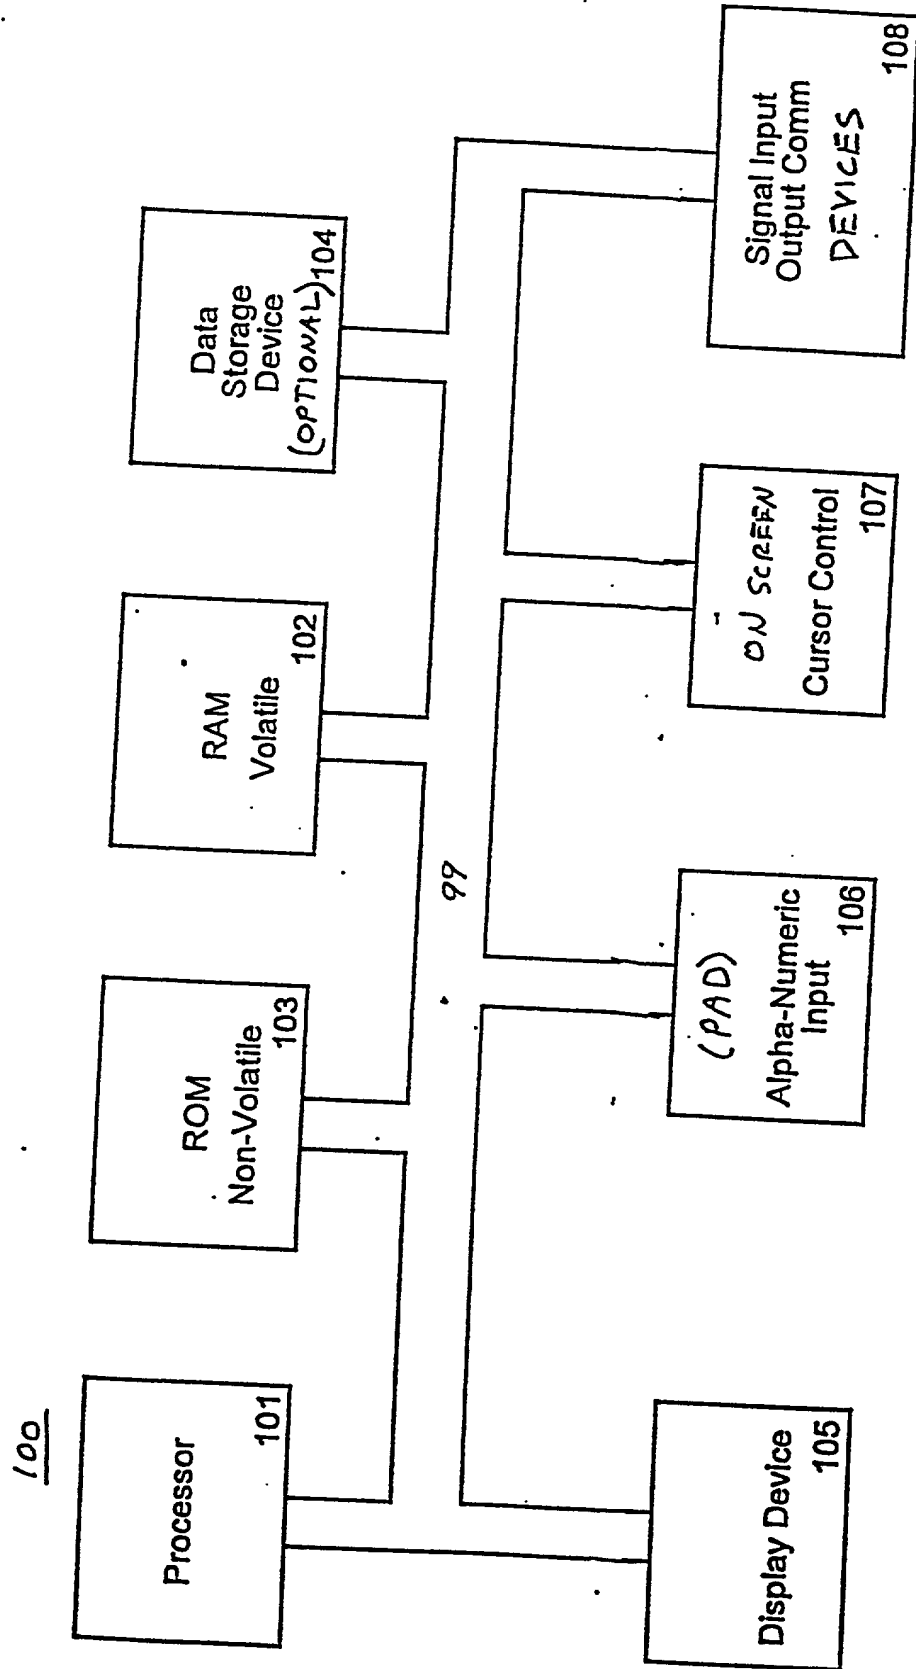 100
Processor
101
ROM
Non-Volatile
103
RAM
Volatile
102
Data
Storage
Device
(OPTIONAL)
104
99
Display Device
105
(PAD)
Alpha-Numeric
Input
106
ON SCREEN
Cursor Control
107
Signal Input
Output Comm
DEVICES
108